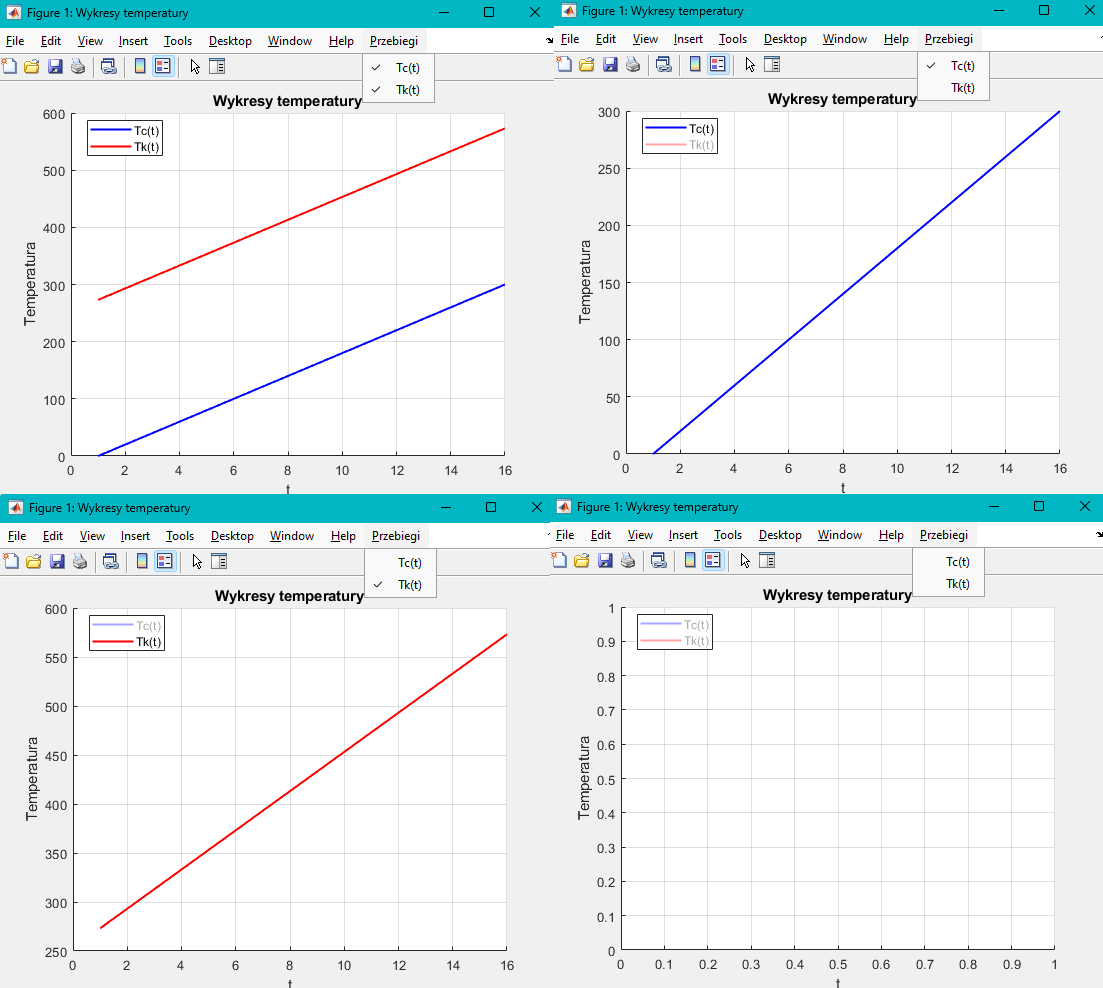 Figure 1: Wykresy temperatury
File Edit View Insert Tools Desktop Window Help Przebiegi
Tc(t)
Tk(t)
Wykresy temperatury
Tc(t)
Tk(t)
600
500
400
300
200
100
0
Temperatura
0 2 4 6 8 10 12 14 16
t
Figure 1: Wykresy temperatury
File Edit View Insert Tools Desktop Window Help Przebiegi
Tc(t)
Tk(t)
Wykresy temperatury
Tc(t)
Tk(t)
300
250
200
150
100
50
0
Temperatura
0 2 4 6 8 10 12 14 16
t
Figure 1: Wykresy temperatury
File Edit View Insert Tools Desktop Window Help Przebiegi
Tc(t)
Tk(t)
Wykresy temperatury
Tc(t)
Tk(t)
600
550
500
450
400
350
300
250
Temperatura
0 2 4 6 8 10 12 14 16
t
Figure 1: Wykresy temperatury
File Edit View Insert Tools Desktop Window Help Przebiegi
Tc(t)
Tk(t)
Wykresy temperatury
Tc(t)
Tk(t)
1
0.9
0.8
0.7
0.6
0.5
0.4
0.3
0.2
0.1
0
Temperatura
0 0.1 0.2 0.3 0.4 0.5 0.6 0.7 0.8 0.9 1
t